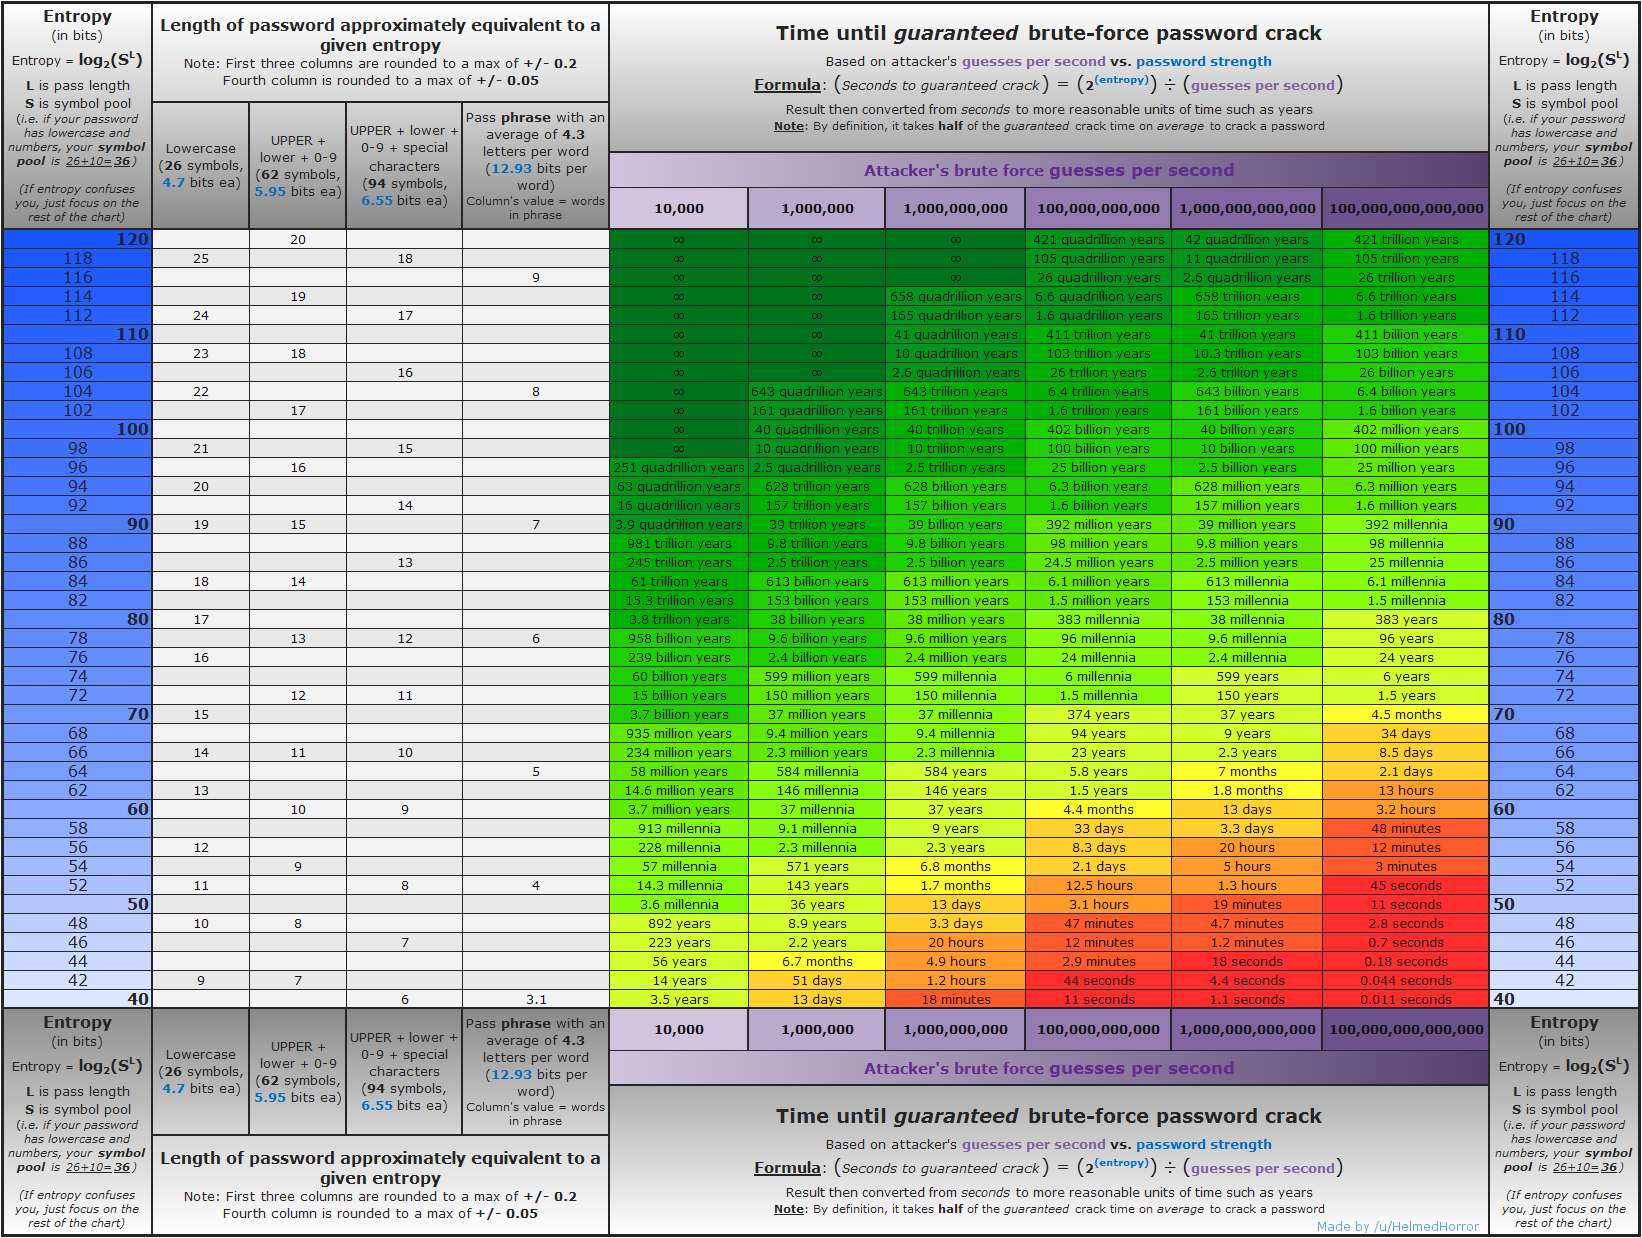 Entropy
(in bits)
Entropy = log₂(Sᴸ)
L is pass length
S is symbol pool
(i.e. if your password
has lowercase and
numbers, your symbol
pool is 26+10=36)
(If entropy confuses
you, just focus on the
rest of the chart)
Length of password approximately equivalent to a
given entropy
Note: First three columns are rounded to a max of +/- 0.2
Fourth column is rounded to a max of +/- 0.05
Lowercase
(26 symbols,
4.7 bits ea)
UPPER +
lower + 0-9
(62 symbols,
5.95 bits ea)
UPPER + lower +
0-9 + special
characters
(94 symbols,
6.55 bits ea)
Pass phrase with an
average of 4.3
letters per word
(12.93 bits per
word)
Column's value = words
in phrase
Time until guaranteed brute-force password crack
Based on attacker's guesses per second vs. password strength
Formula: (Seconds to guaranteed crack) = (2^(entropy)) ÷ (guesses per second)
Result then converted from seconds to more reasonable units of time such as years
Note: By definition, it takes half of the guaranteed crack time on average to crack a password
Attacker's brute force guesses per second
10,000 1,000,000 1,000,000,000 100,000,000,000 1,000,000,000,000 100,000,000,000,000
Entropy
(in bits)
Entropy = log₂(Sᴸ)
L is pass length
S is symbol pool
(i.e. if your password
has lowercase and
numbers, your symbol
pool is 26+10=36)
(If entropy confuses
you, just focus on the
rest of the chart)
120 20 ∞ ∞ ∞ 421 quadrillion years 42 quadrillion years 421 trillion years 120
118 25 18 ∞ ∞ ∞ 105 quadrillion years 11 quadrillion years 105 trillion years 118
116 9 ∞ ∞ ∞ 26 quadrillion years 2.6 quadrillion years 26 trillion years 116
114 19 ∞ ∞ 658 quadrillion years 6.6 quadrillion years 658 trillion years 6.6 trillion years 114
112 24 17 ∞ ∞ 165 quadrillion years 1.6 quadrillion years 165 trillion years 1.6 trillion years 112
110 ∞ ∞ 41 quadrillion years 411 trillion years 41 trillion years 411 billion years 110
108 23 18 ∞ ∞ 10 quadrillion years 103 trillion years 10.3 trillion years 103 billion years 108
106 16 ∞ ∞ 2.6 quadrillion years 26 trillion years 2.6 trillion years 26 billion years 106
104 22 8 ∞ 643 quadrillion years 643 trillion years 6.4 trillion years 643 billion years 6.4 billion years 104
102 17 ∞ 161 quadrillion years 161 trillion years 1.6 trillion years 161 billion years 1.6 billion years 102
100 ∞ 40 quadrillion years 40 trillion years 402 billion years 40 billion years 402 million years 100
98 21 15 ∞ 10 quadrillion years 10 trillion years 100 billion years 10 billion years 100 million years 98
96 16 251 quadrillion years 2.5 quadrillion years 2.5 trillion years 25 billion years 2.5 billion years 25 million years 96
94 20 63 quadrillion years 628 trillion years 628 billion years 6.3 billion years 628 million years 6.3 million years 94
92 14 16 quadrillion years 157 trillion years 157 billion years 1.6 billion years 157 million years 1.6 million years 92
90 19 15 7 3.9 quadrillion years 39 trillion years 39 billion years 392 million years 39 million years 392 millennia 90
88 981 trillion years 9.8 trillion years 9.8 billion years 98 million years 9.8 million years 98 millennia 88
86 13 245 trillion years 2.5 trillion years 2.5 billion years 24.5 million years 2.5 million years 25 millennia 86
84 18 14 61 trillion years 613 billion years 613 million years 6.1 million years 613 millennia 6.1 millennia 84
82 15.3 trillion years 153 billion years 153 million years 1.5 million years 153 millennia 1.5 millennia 82
80 17 3.8 trillion years 38 billion years 38 million years 383 millennia 38 millennia 383 years 80
78 13 12 6 958 billion years 9.6 billion years 9.6 million years 96 millennia 9.6 millennia 96 years 78
76 16 239 billion years 2.4 billion years 2.4 million years 24 millennia 2.4 millennia 24 years 76
74 60 billion years 599 million years 599 millennia 6 millennia 599 years 6 years 74
72 12 11 15 billion years 150 million years 150 millennia 1.5 millennia 150 years 1.5 years 72
70 15 3.7 billion years 37 million years 37 millennia 374 years 37 years 4.5 months 70
68 935 million years 9.4 million years 9.4 millennia 94 years 9 years 34 days 68
66 14 11 10 234 million years 2.3 million years 2.3 millennia 23 years 2.3 years 8.5 days 66
64 5 58 million years 584 millennia 584 years 5.8 years 7 months 2.1 days 64
62 13 14.6 million years 146 millennia 146 years 1.5 years 1.8 months 13 hours 62
60 10 9 3.7 million years 37 millennia 37 years 4.4 months 13 days 3.2 hours 60
58 913 millennia 9.1 millennia 9 years 33 days 3.3 days 48 minutes 58
56 12 228 millennia 2.3 millennia 2.3 years 8.3 days 20 hours 12 minutes 56
54 9 57 millennia 571 years 6.8 months 2.1 days 5 hours 3 minutes 54
52 11 8 4 14.3 millennia 143 years 1.7 months 12.5 hours 1.3 hours 45 seconds 52
50 3.6 millennia 36 years 13 days 3.1 hours 19 minutes 11 seconds 50
48 10 8 892 years 8.9 years 3.3 days 47 minutes 4.7 minutes 2.8 seconds 48
46 7 223 years 2.2 years 20 hours 12 minutes 1.2 minutes 0.7 seconds 46
44 56 years 6.7 months 4.9 hours 2.9 minutes 18 seconds 0.18 seconds 44
42 9 7 14 years 51 days 1.2 hours 44 seconds 4.4 seconds 0.044 seconds 42
40 6 3.1 3.5 years 13 days 18 minutes 11 seconds 1.1 seconds 0.011 seconds 40
Entropy
(in bits)
Entropy = log₂(Sᴸ)
L is pass length
S is symbol pool
(i.e. if your password
has lowercase and
numbers, your symbol
pool is 26+10=36)
(If entropy confuses
you, just focus on the
rest of the chart)
Lowercase
(26 symbols,
4.7 bits ea)
UPPER +
lower + 0-9
(62 symbols,
5.95 bits ea)
UPPER + lower +
0-9 + special
characters
(94 symbols,
6.55 bits ea)
Pass phrase with an
average of 4.3
letters per word
(12.93 bits per
word)
Column's value = words
in phrase
Length of password approximately equivalent to a
given entropy
Note: First three columns are rounded to a max of +/- 0.2
Fourth column is rounded to a max of +/- 0.05
10,000 1,000,000 1,000,000,000 100,000,000,000 1,000,000,000,000 100,000,000,000,000
Attacker's brute force guesses per second
Time until guaranteed brute-force password crack
Based on attacker's guesses per second vs. password strength
Formula: (Seconds to guaranteed crack) = (2^(entropy)) ÷ (guesses per second)
Result then converted from seconds to more reasonable units of time such as years
Note: By definition, it takes half of the guaranteed crack time on average to crack a password
Made by /u/HelmedHorror
Entropy
(in bits)
Entropy = log₂(Sᴸ)
L is pass length
S is symbol pool
(i.e. if your password
has lowercase and
numbers, your symbol
pool is 26+10=36)
(If entropy confuses
you, just focus on the
rest of the chart)